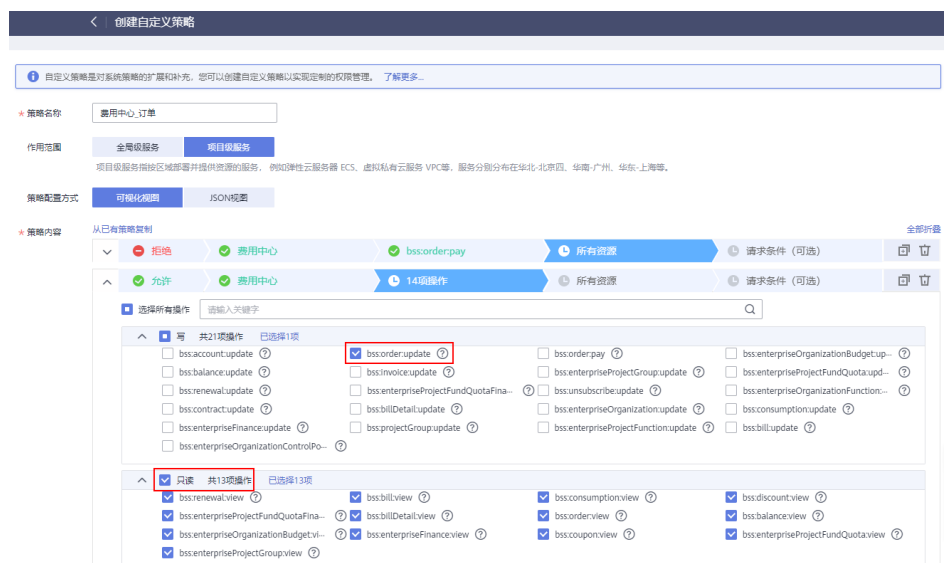 创建自定义策略
自定义策略是对系统策略的扩展和补充，您可以创建自定义策略以实现定制的权限管理。 了解更多...
* 策略名称 费用中心_订单
作用范围 全局级服务 项目级服务
项目级服务指按区域部署并提供资源的服务， 例如弹性云服务器 ECS、虚拟私有云服务 VPC等，服务分别分布在华北-北京四、华南-广州、华东-上海等。
策略配置方式 可视化视图 JSON视图
* 策略内容 从已有策略复制 全部折叠
拒绝 费用中心 bss:order:pay 所有资源 请求条件（可选）
允许 费用中心 14项操作 所有资源 请求条件（可选）
选择所有操作 请输入关键字
写 共21项操作 已选择1项
bss:account:update bss:order:update bss:order:pay bss:enterpriseOrganizationBudget:up...
bss:balance:update bss:invoice:update bss:enterpriseProjectGroup:update bss:enterpriseProjectFundQuota:upd...
bss:renewal:update bss:enterpriseProjectFundQuotaFina... bss:unsubscribe:update bss:enterpriseOrganizationFunction:...
bss:contract:update bss:billDetail:update bss:enterpriseOrganization:update bss:consumption:update
bss:enterpriseFinance:update bss:projectGroup:update bss:enterpriseProjectFunction:update bss:bill:update
bss:enterpriseOrganizationControlPo...
只读 共13项操作 已选择13项
bss:renewal:view bss:bill:view bss:consumption:view bss:discount:view
bss:enterpriseProjectFundQuotaFina... bss:billDetail:view bss:order:view bss:balance:view
bss:enterpriseOrganizationBudget:vi... bss:enterpriseFinance:view bss:coupon:view bss:enterpriseProjectFundQuota:view
bss:enterpriseProjectGroup:view